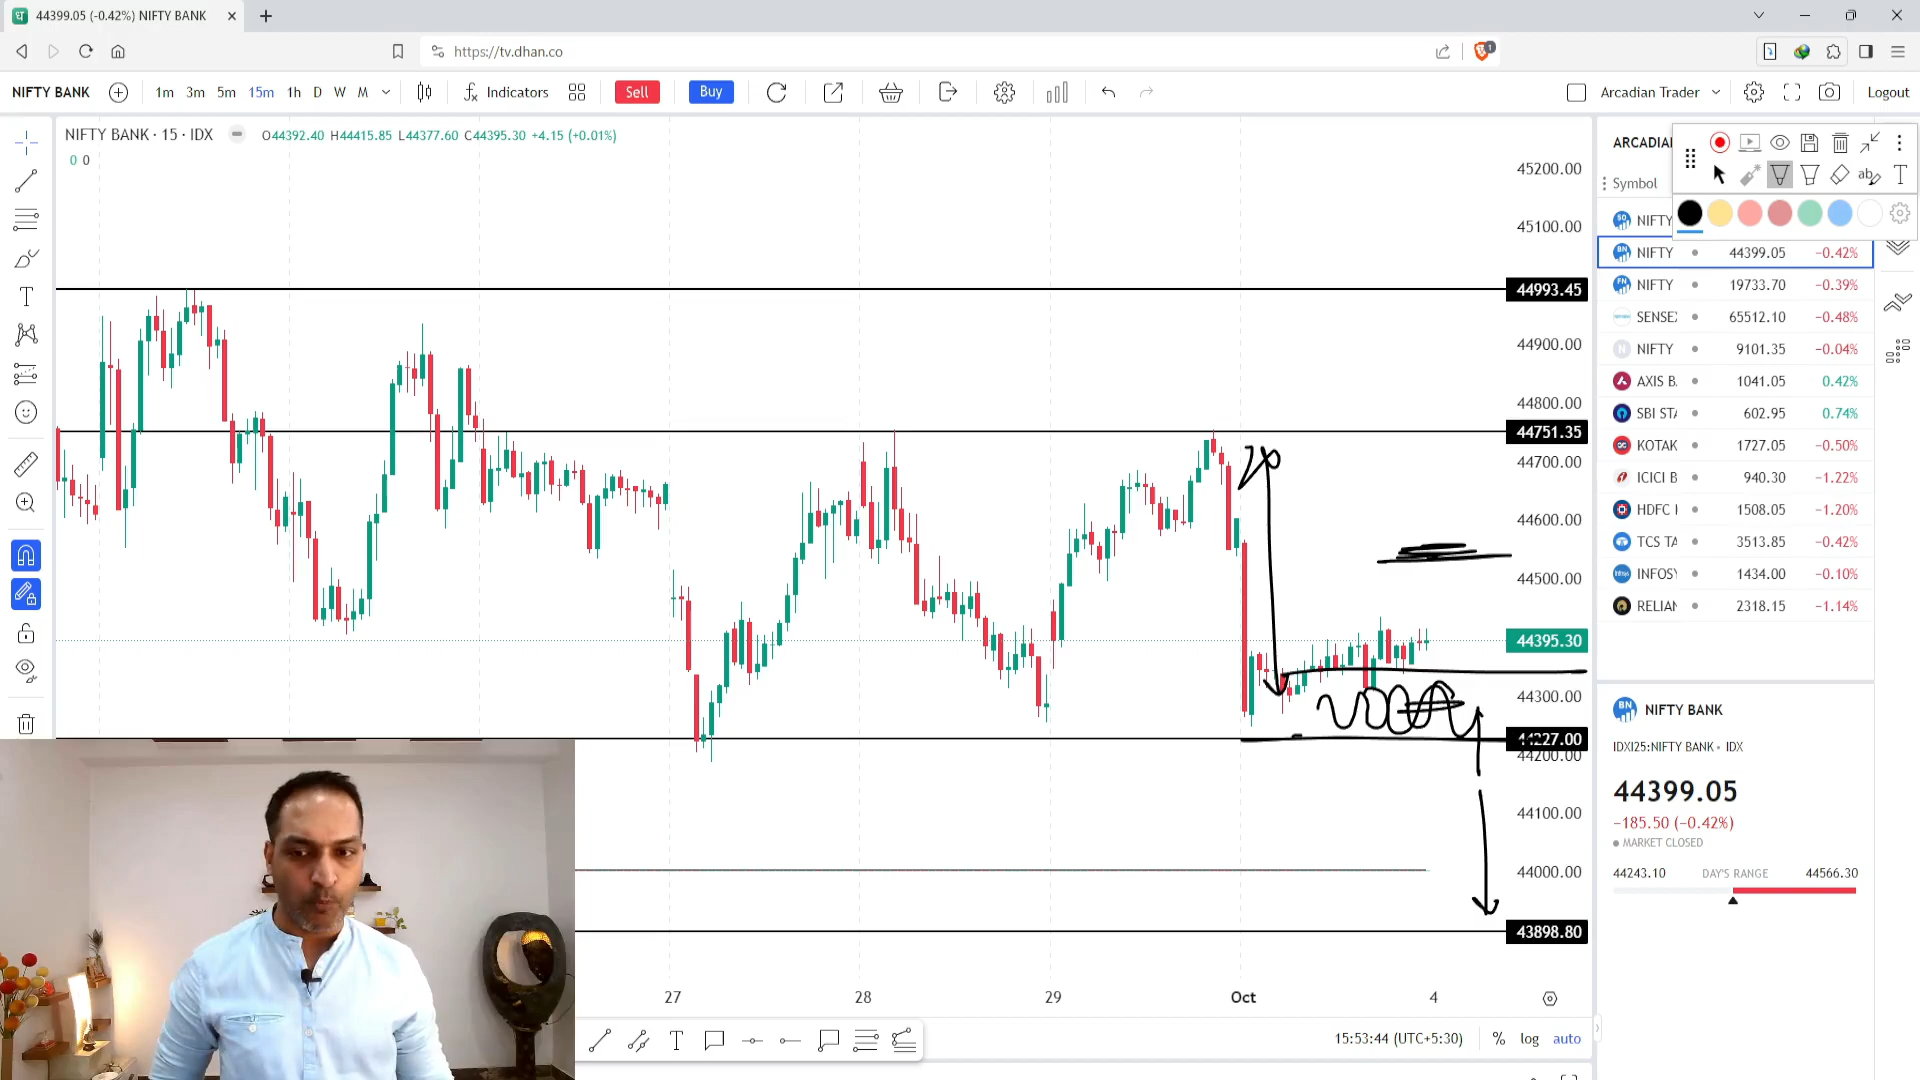 44399.05 (-0.42%) NIFTY BANK
https://tv.dhan.co
1
NIFTY BANK 1m 3m 5m 15m 1h D W M Indicators Sell Buy Arcadian Trader Logout
NIFTY BANK · 15 · IDX O44392.40 H44415.85 L44377.60 C44395.30 +4.15 (+0.01%)
0 0
45200.00
45100.00
44993.45
44900.00
44800.00
44751.35
44700.00
44600.00
44500.00
44395.30
44300.00
44227.00
44200.00
44100.00
44000.00
43898.80
27 28 29 Oct 4
15:53:44 (UTC+5:30) % log auto
ARCADIA
Symbol
NIFTY
NIFTY 44399.05 −0.42%
NIFTY 19733.70 −0.39%
SENSE 65512.10 −0.48%
NIFTY 9101.35 −0.04%
AXIS B. 1041.05 0.42%
SBI ST 602.95 0.74%
KOTAK 1727.05 −0.50%
ICICI B 940.30 −1.22%
HDFC 1508.05 −1.20%
TCS TA 3513.85 −0.42%
INFOSY 1434.00 −0.10%
RELIAN 2318.15 −1.14%
NIFTY BANK
IDXI25:NIFTY BANK • IDX
44399.05
−185.50 (−0.42%)
MARKET CLOSED
44243.10 DAY'S RANGE 44566.30